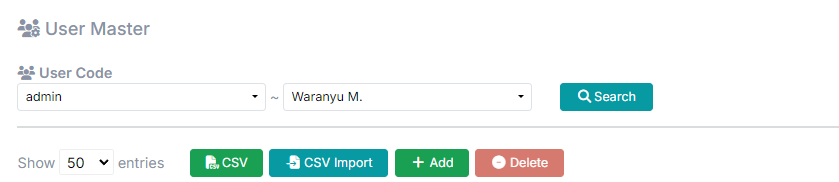 User Master
User Code
admin ~ Waranyu M. Search
Show 50 entries CSV CSV Import Add Delete